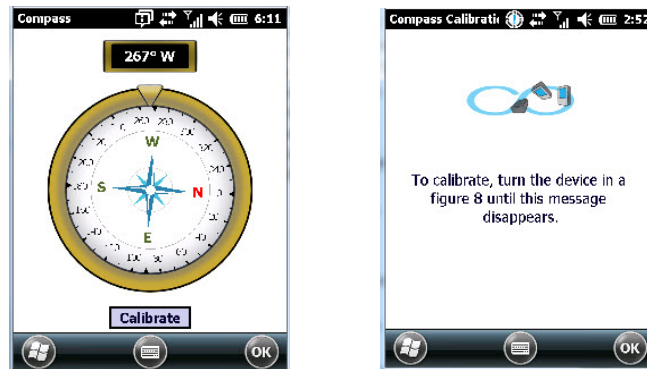 Compass 6:11
267° W
W
S N
E
Calibrate
OK
Compass Calibratic 2:52
To calibrate, turn the device in a
figure 8 until this message
disappears.
OK